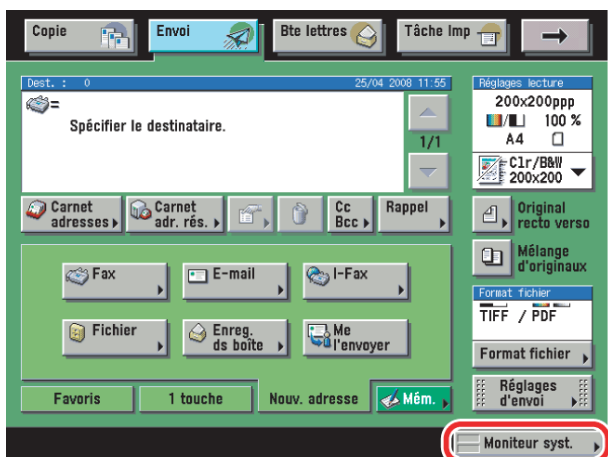 Copie
Envoi
Bte lettres
Tâche Imp
Dest. : 0
25/04 2008 11:55
Spécifier le destinataire.
1/1
Carnet
adresses
Carnet
adr. rés.
Cc
Bcc
Rappel
Fax
E-mail
I-Fax
Fichier
Enreg.
ds boîte
Me
l'envoyer
Favoris
1 touche
Nouv. adresse
Mém.
Réglages lecture
200x200ppp
100 %
A4
Clr/B&W
200x200
Original
recto verso
Mélange
d'originaux
Format fichier
TIFF / PDF
Format fichier
Réglages
d'envoi
Moniteur syst.